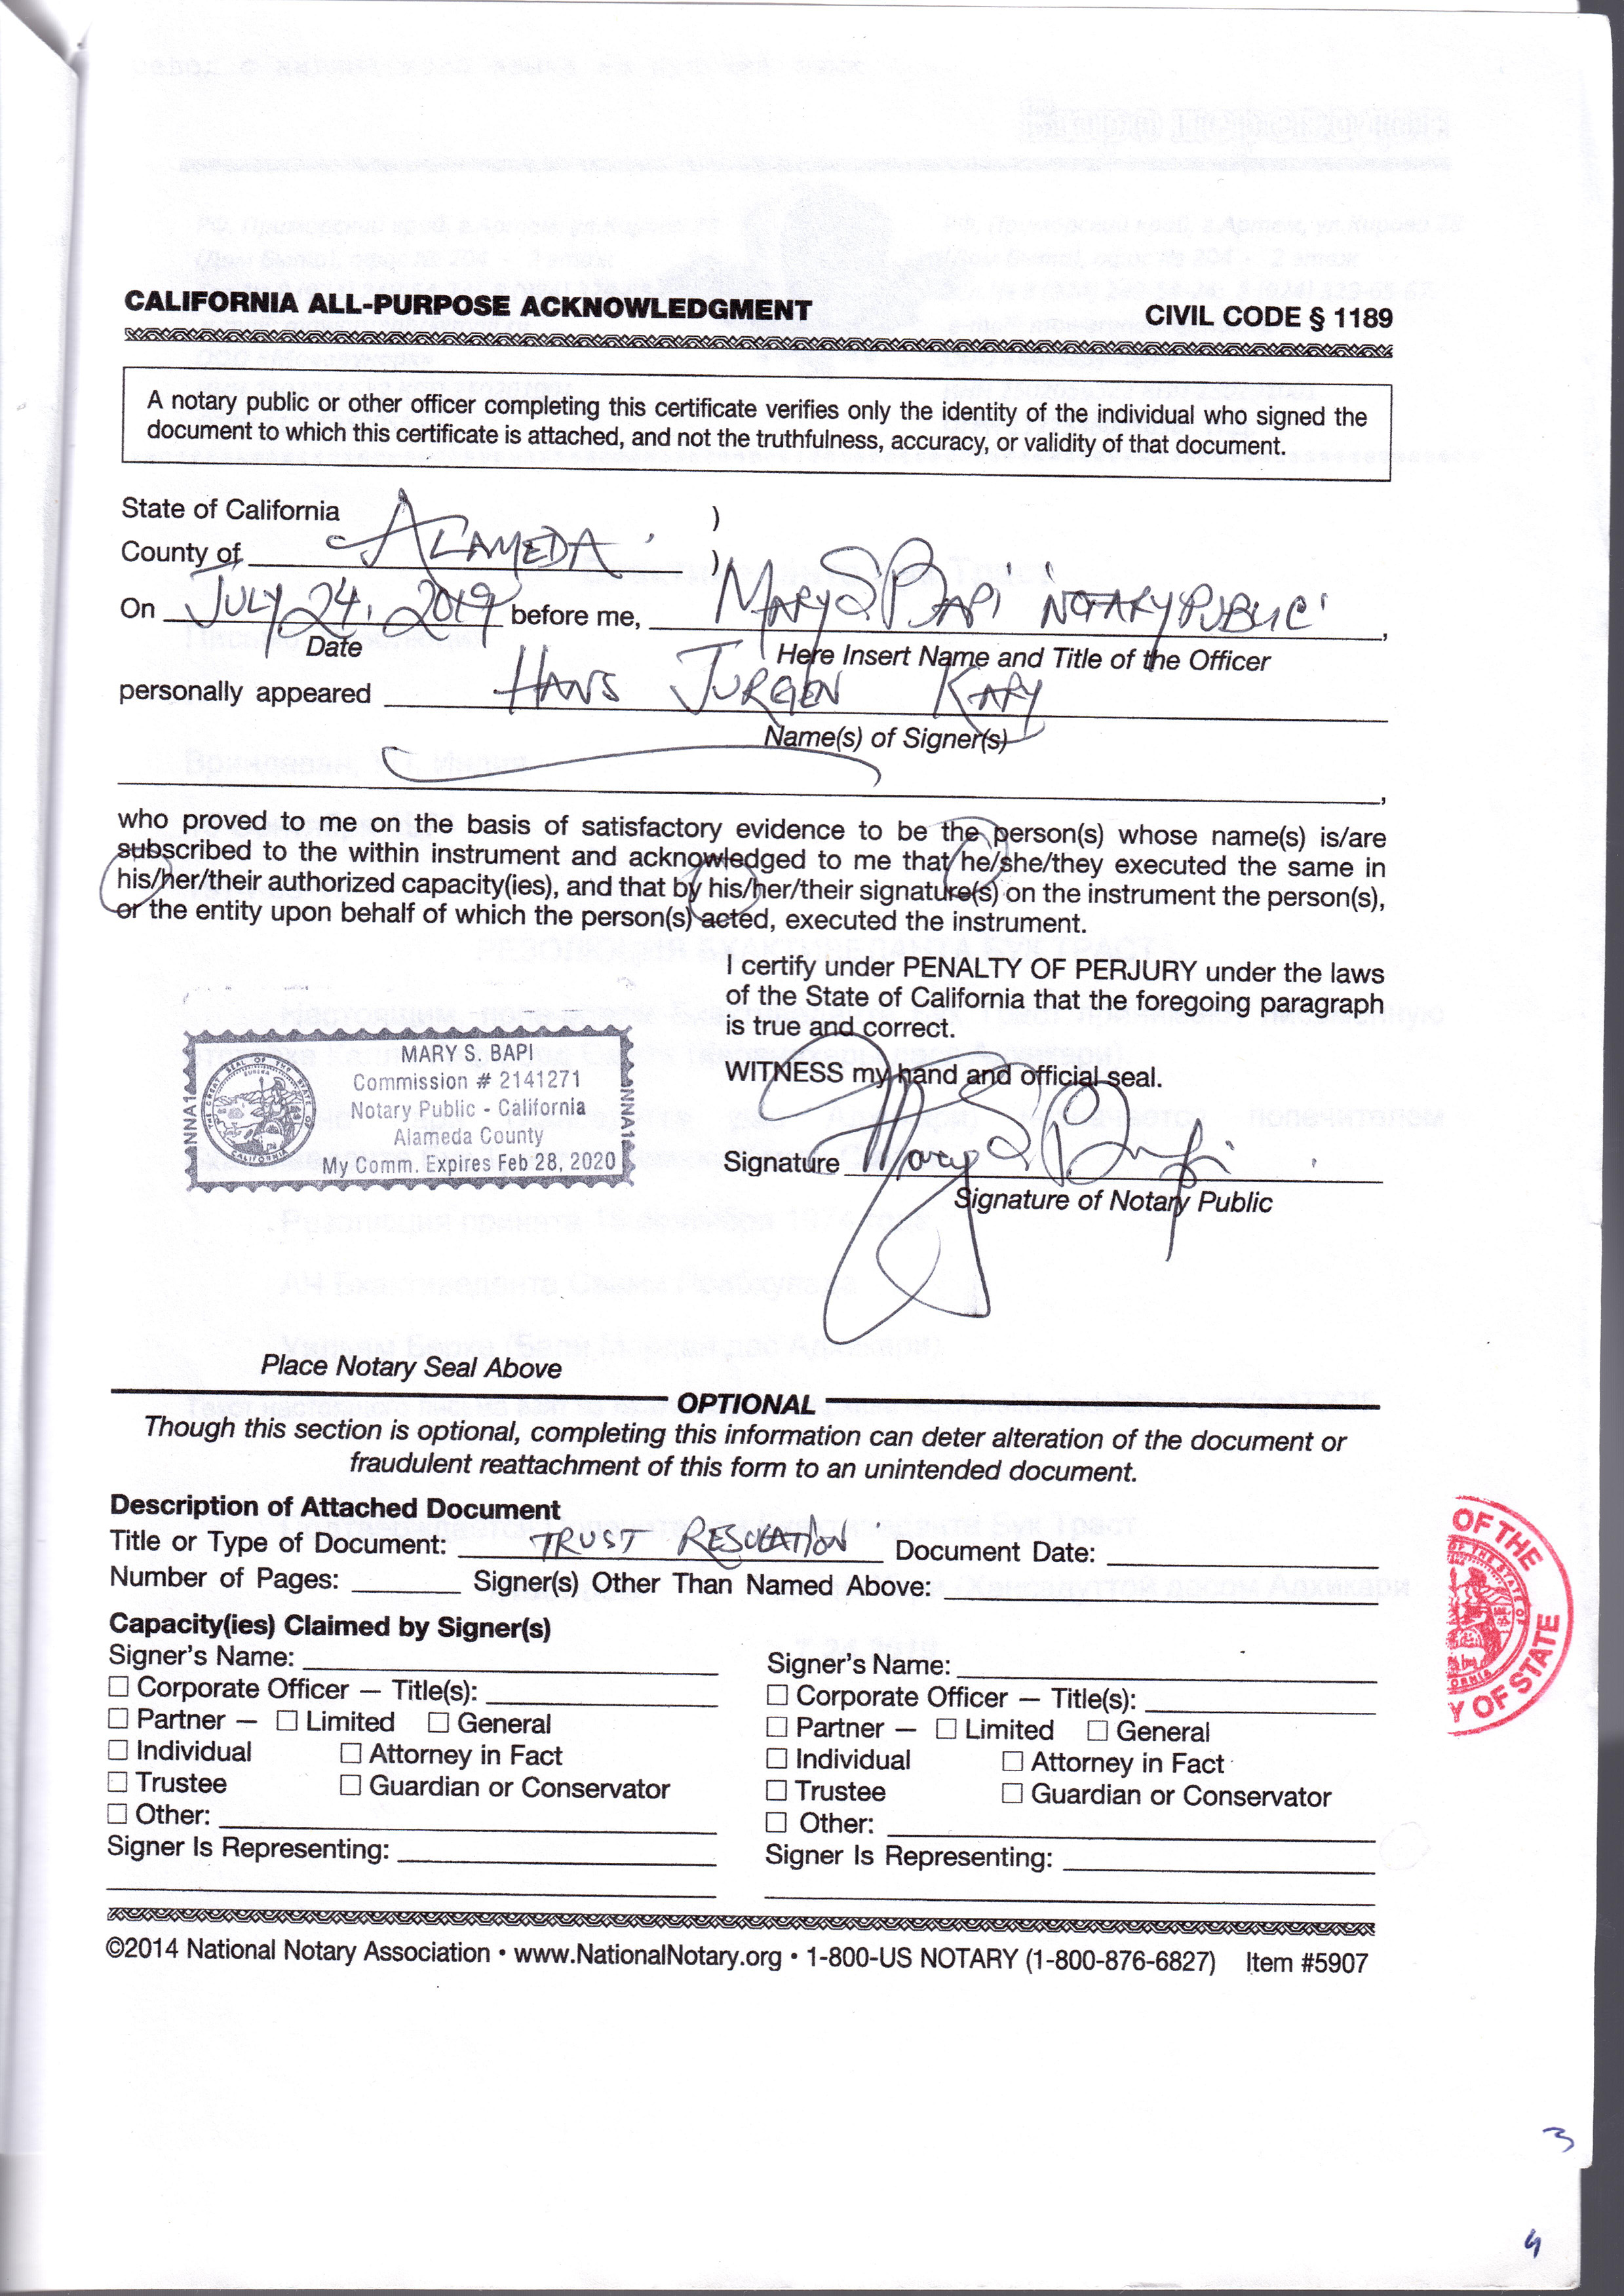 CALIFORNIA ALL-PURPOSE ACKNOWLEDGMENT CIVIL CODE § 1189
A notary public or other officer completing this certificate verifies only the identity of the individual who signed the
document to which this certificate is attached, and not the truthfulness, accuracy, or validity of that document.
State of California )
County of ALAMEDA )
On JULY 24, 2019 before me, MARY S BAPI NOTARY PUBLIC,
Date Here Insert Name and Title of the Officer
personally appeared HANS JURGEN KARY
Name(s) of Signer(s)
,
who proved to me on the basis of satisfactory evidence to be the person(s) whose name(s) is/are
subscribed to the within instrument and acknowledged to me that he/she/they executed the same in
his/her/their authorized capacity(ies), and that by his/her/their signature(s) on the instrument the person(s),
or the entity upon behalf of which the person(s) acted, executed the instrument.
I certify under PENALTY OF PERJURY under the laws
of the State of California that the foregoing paragraph
is true and correct.
WITNESS my hand and official seal.
MARY S. BAPI
Commission # 2141271
Notary Public - California
Alameda County
My Comm. Expires Feb 28, 2020
Signature Mary S Bapi
Signature of Notary Public
Place Notary Seal Above
OPTIONAL
Though this section is optional, completing this information can deter alteration of the document or
fraudulent reattachment of this form to an unintended document.
Description of Attached Document
Title or Type of Document: TRUST RESOLATION Document Date:
Number of Pages: Signer(s) Other Than Named Above:
Capacity(ies) Claimed by Signer(s)
Signer's Name: Signer's Name:
☐ Corporate Officer — Title(s): ☐ Corporate Officer — Title(s):
☐ Partner — ☐ Limited ☐ General ☐ Partner — ☐ Limited ☐ General
☐ Individual ☐ Attorney in Fact ☐ Individual ☐ Attorney in Fact
☐ Trustee ☐ Guardian or Conservator ☐ Trustee ☐ Guardian or Conservator
☐ Other: ☐ Other:
Signer Is Representing: Signer Is Representing:
OF THE
Y OF STATE
©2014 National Notary Association • www.NationalNotary.org • 1-800-US NOTARY (1-800-876-6827) Item #5907
3
4